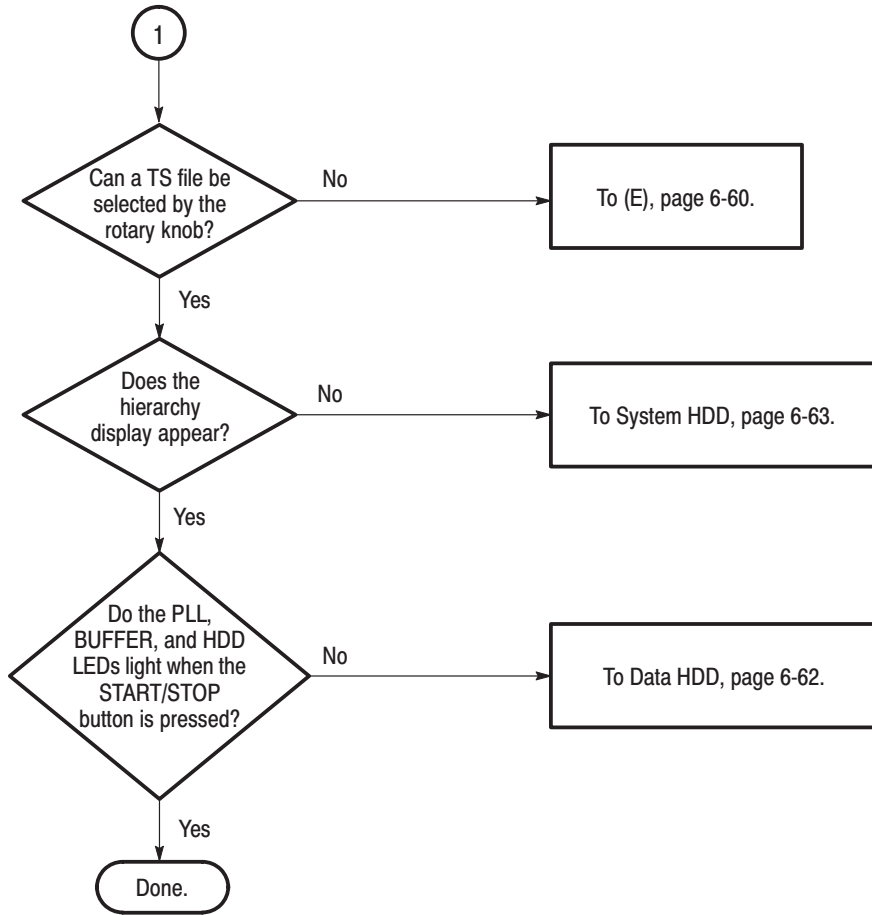 1
Can a TS file be
selected by the
rotary knob?
No
To (E), page 6-60.
Yes
Does the
hierarchy
display appear?
No
To System HDD, page 6-63.
Yes
Do the PLL,
BUFFER, and HDD
LEDs light when the
START/STOP
button is pressed?
No
To Data HDD, page 6-62.
Yes
Done.